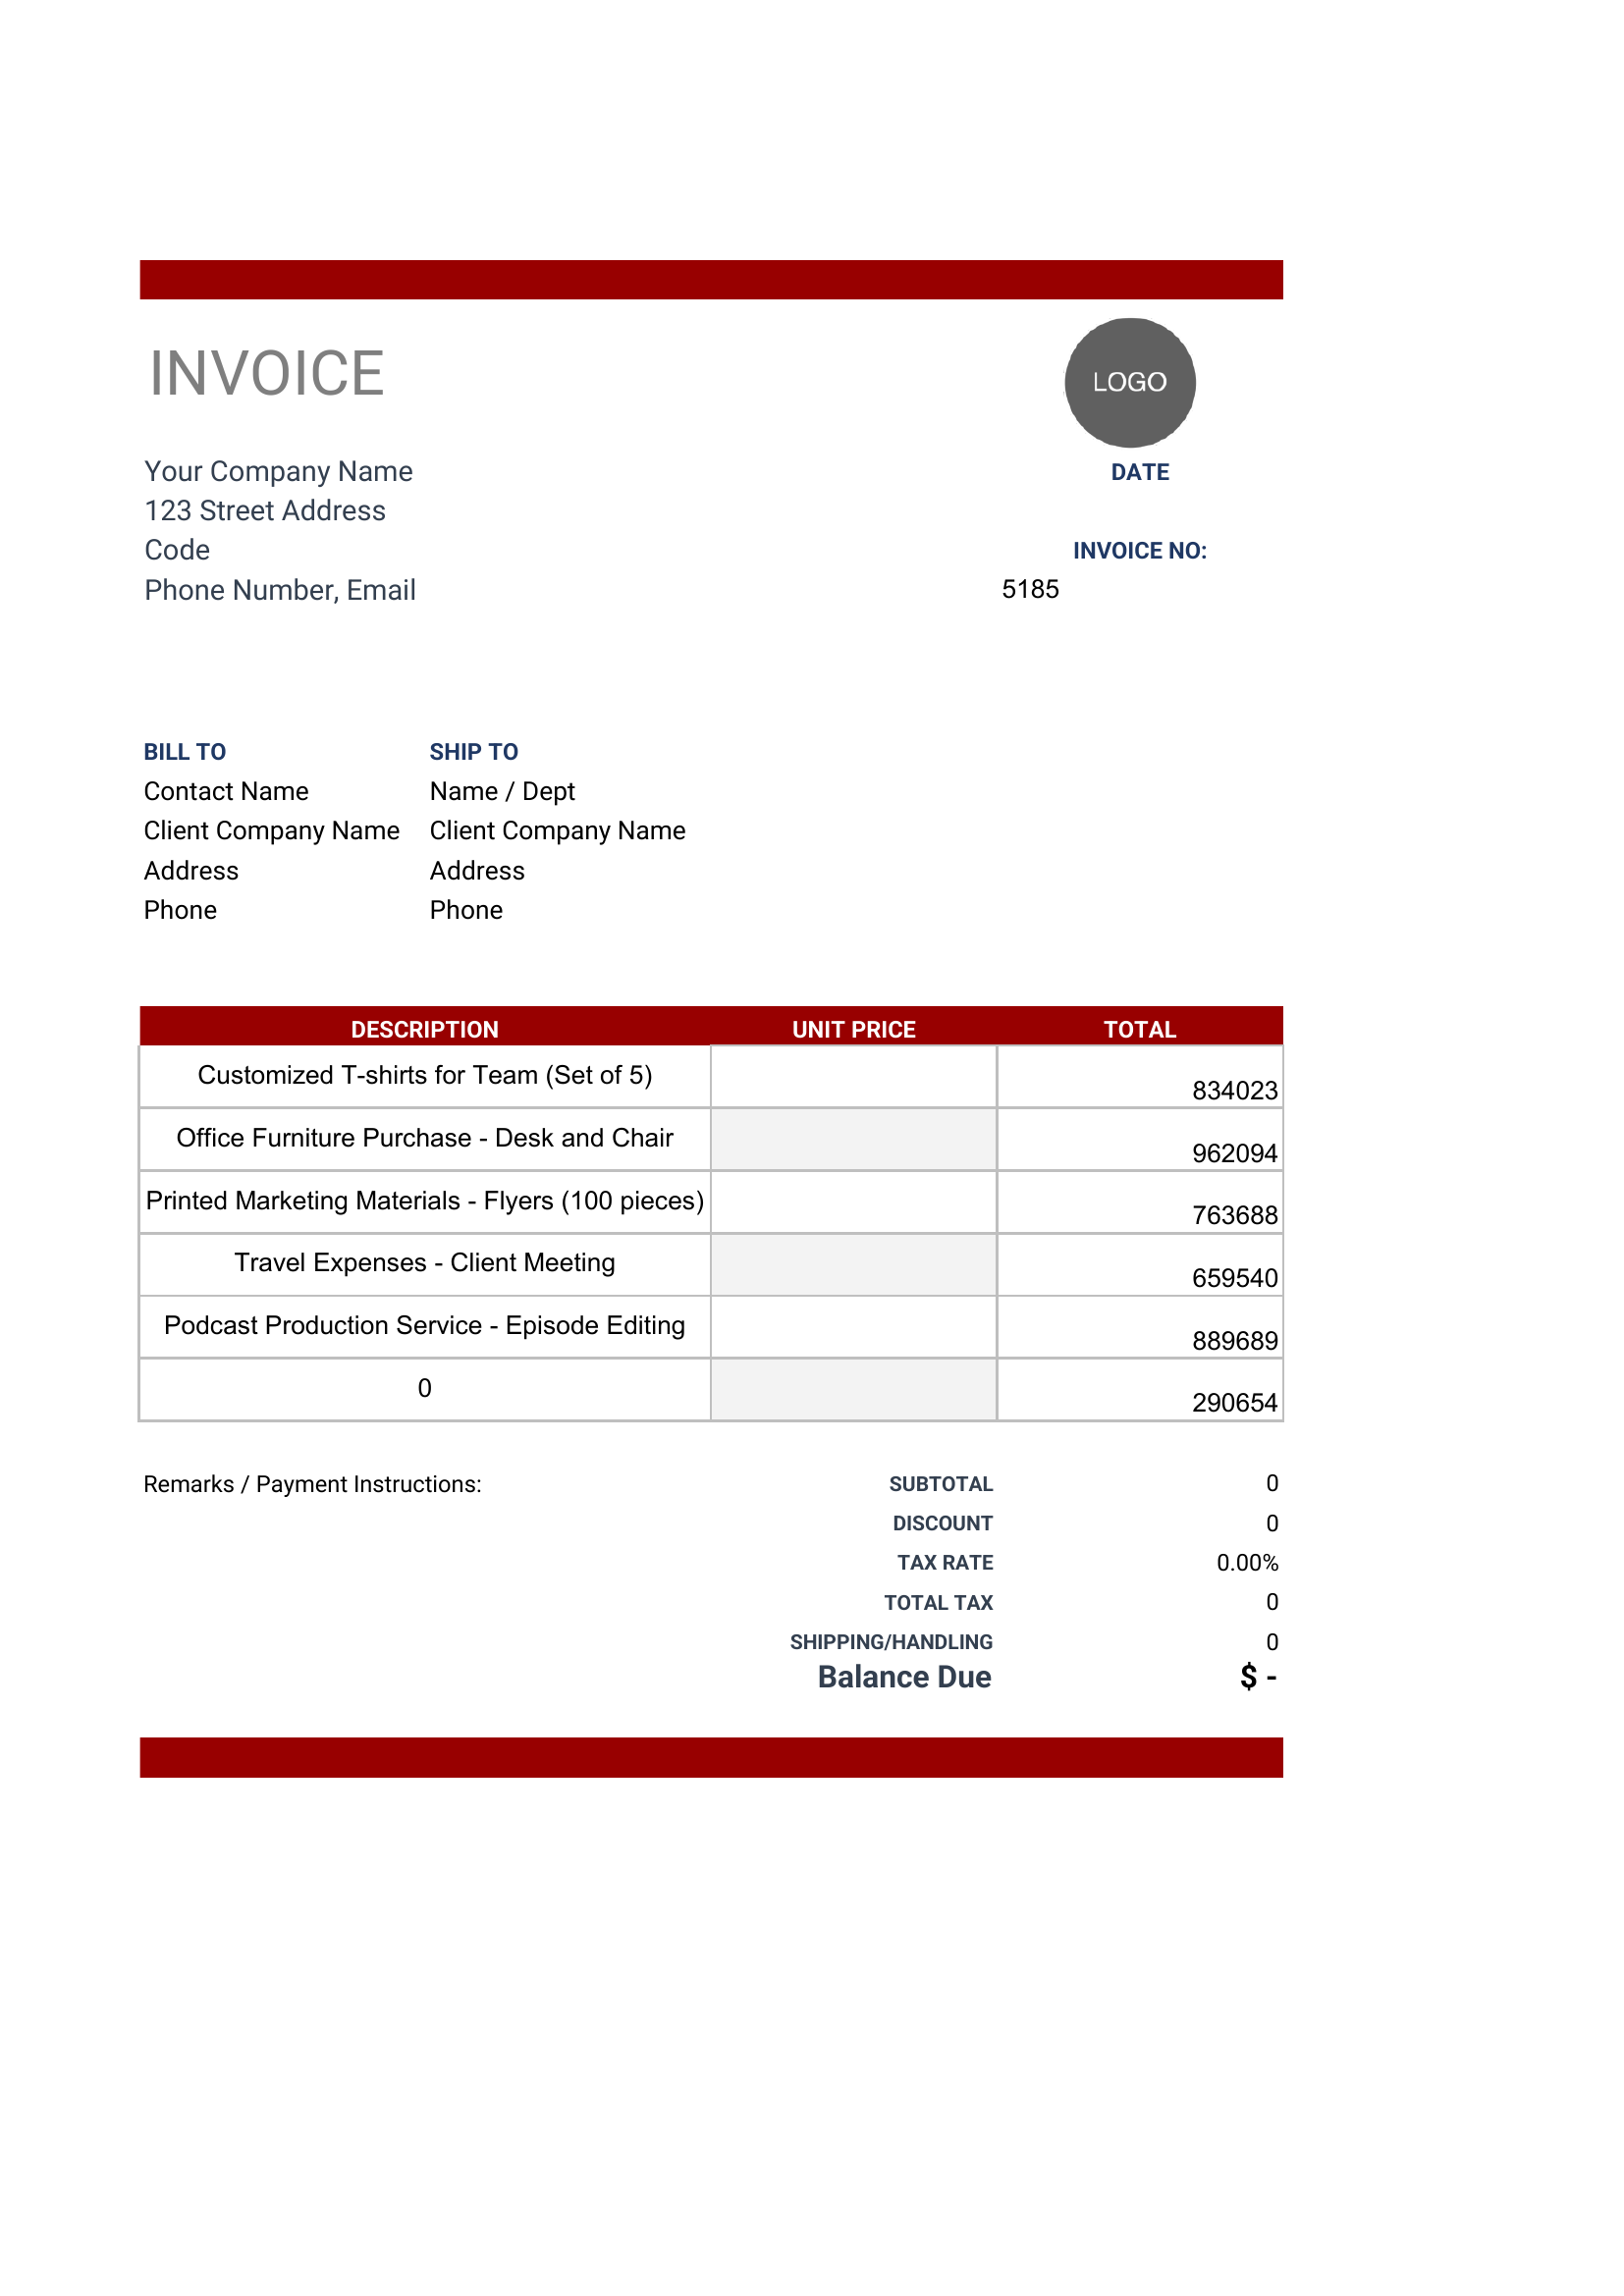 INVOICE
LOGO
Your Company Name
DATE
123 Street Address
Code
INVOICE NO:
Phone Number, Email
5185
BILL TO
SHIP TO
Contact Name
Name / Dept
Client Company Name
Client Company Name
Address
Address
Phone
Phone
DESCRIPTION UNIT PRICE TOTAL
Customized T-shirts for Team (Set of 5) 834023
Office Furniture Purchase - Desk and Chair 962094
Printed Marketing Materials - Flyers (100 pieces) 763688
Travel Expenses - Client Meeting 659540
Podcast Production Service - Episode Editing 889689
0 290654
Remarks / Payment Instructions:
SUBTOTAL 0
DISCOUNT 0
TAX RATE 0.00%
TOTAL TAX 0
SHIPPING/HANDLING 0
Balance Due $ -